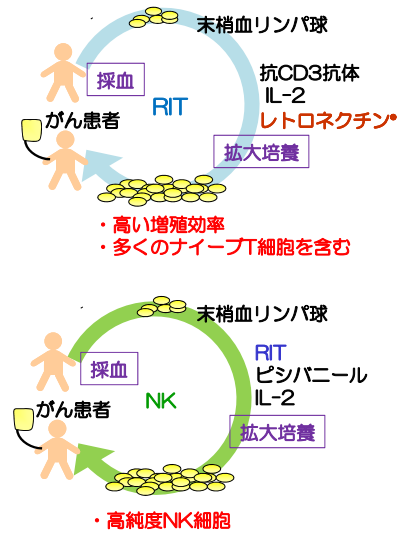 末梢血リンパ球
採血
抗CD3抗体
IL-2
レトロネクチン®
RIT
がん患者
拡大培養
・高い増殖効率
・多くのナイーブT細胞を含む
末梢血リンパ球
RIT
採血
ピシバニール
IL-2
NK
がん患者
拡大培養
・高純度NK細胞